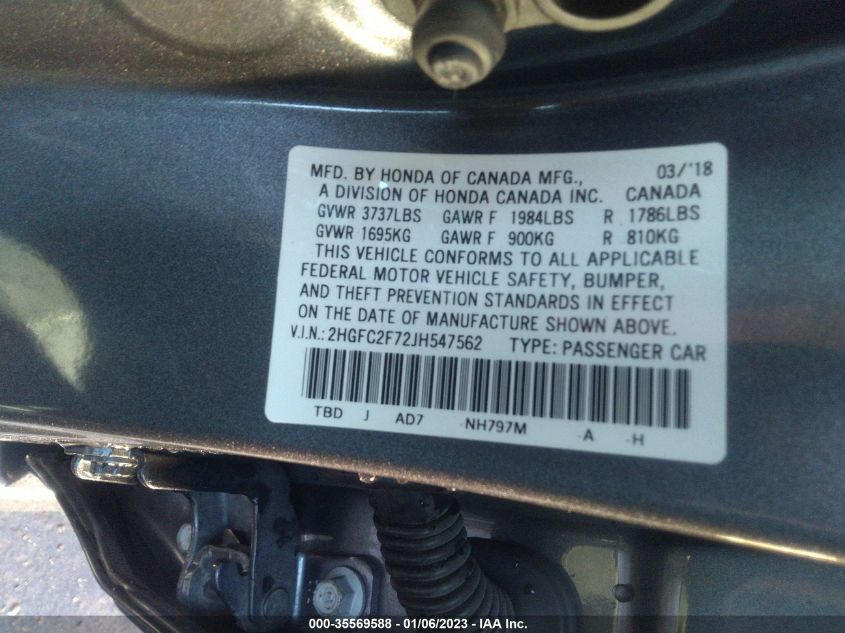 MFD. BY HONDA OF CANADA MFG., 03/'18
A DIVISION OF HONDA CANADA INC. CANADA
GVWR 3737LBS GAWR F 1984LBS R 1786LBS
GVWR 1695KG GAWR F 900KG R 810KG
THIS VEHICLE CONFORMS TO ALL APPLICABLE
FEDERAL MOTOR VEHICLE SAFETY, BUMPER,
AND THEFT PREVENTION STANDARDS IN EFFECT
ON THE DATE OF MANUFACTURE SHOWN ABOVE.
V.I.N.: 2HGFC2F72JH547562 TYPE: PASSENGER CAR
TBD J AD7 -NH797M -A -H
000-35569588 - 01/06/2023 - IAA Inc.